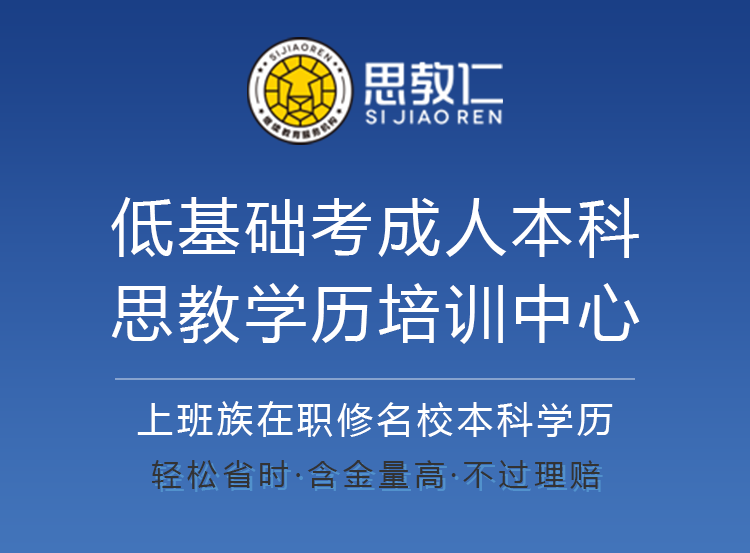 SIJIAOREN
思教仁
SI JIAO REN
低基础考成人本科
思教学历培训中心
上班族在职修名校本科学历
轻松省时·含金量高·不过理赔